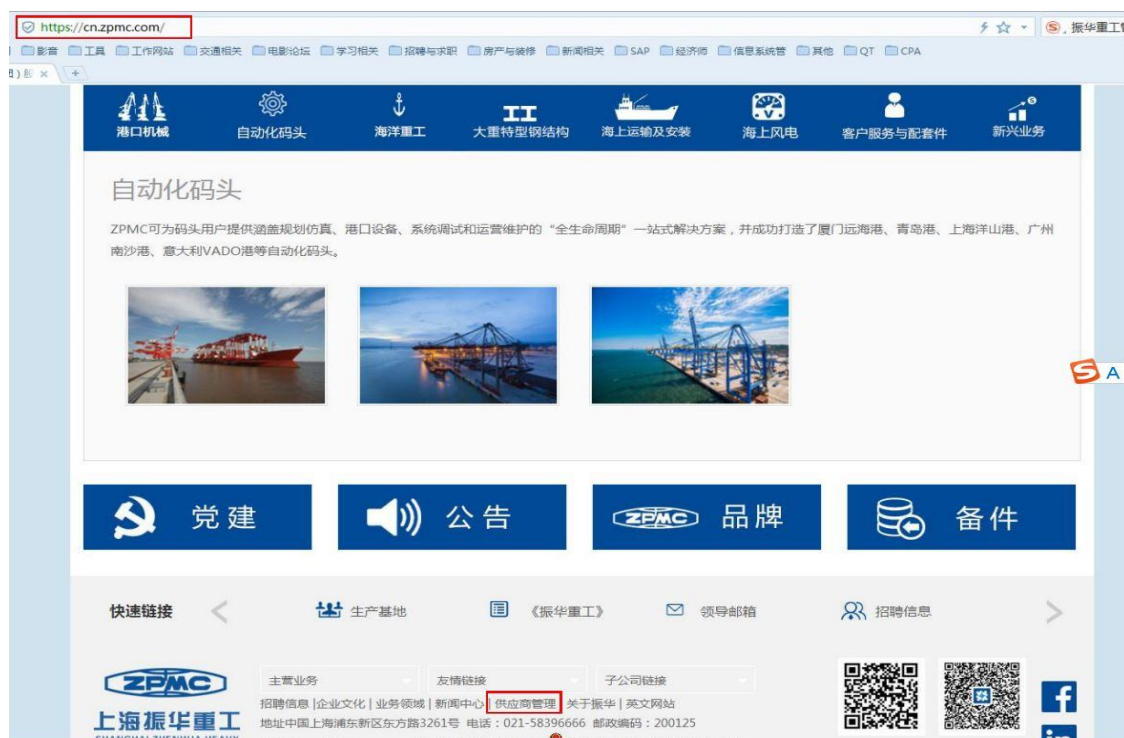 https://cn.zpmc.com/
振华重工
影音 工具 工作网站 交通相关 电影论坛 学习相关 招聘与求职 房产与装修 新闻相关 SAP 经济师 信息系统管 其他 QT CPA
港口机械 自动化码头 海洋重工 大重特型钢结构 海上运输及安装 海上风电 客户服务与配套件 新兴业务
自动化码头
ZPMC可为码头用户提供涵盖规划仿真、港口设备、系统调试和运营维护的“全生命周期”一站式解决方案，并成功打造了厦门远海港、青岛港、上海洋山港、广州
南沙港、意大利VADO港等自动化码头。
A
党建 公告 ZPMC 品牌 备件
快速链接 生产基地 《振华重工》 领导邮箱 招聘信息
ZPMC
主营业务 友情链接 子公司链接
招聘信息|企业文化|业务领域|新闻中心|供应商管理|关于振华|英文网站
上海振华重工
地址中国上海浦东新区东方路3261号 电话：021-58396666 邮政编码：200125